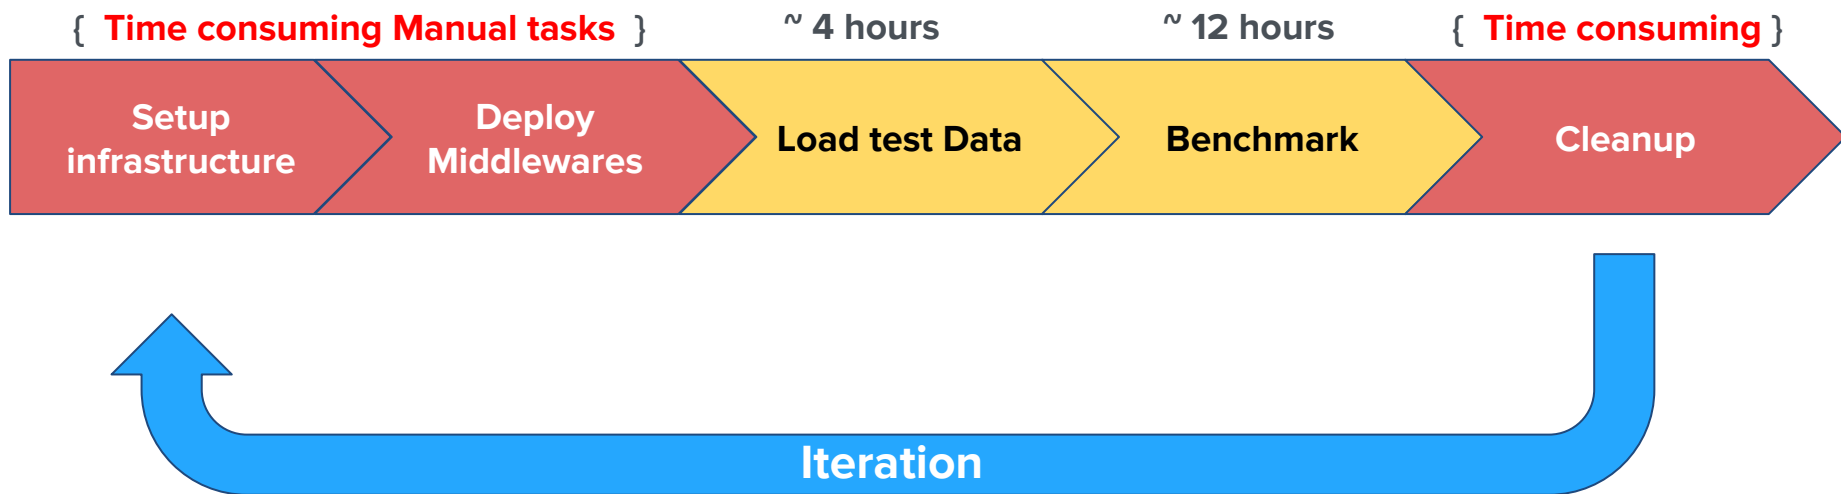 { Time consuming Manual tasks }
~ 4 hours
~ 12 hours
{ Time consuming }
Setup
infrastructure
Deploy
Middlewares
Load test Data
Benchmark
Cleanup
Iteration